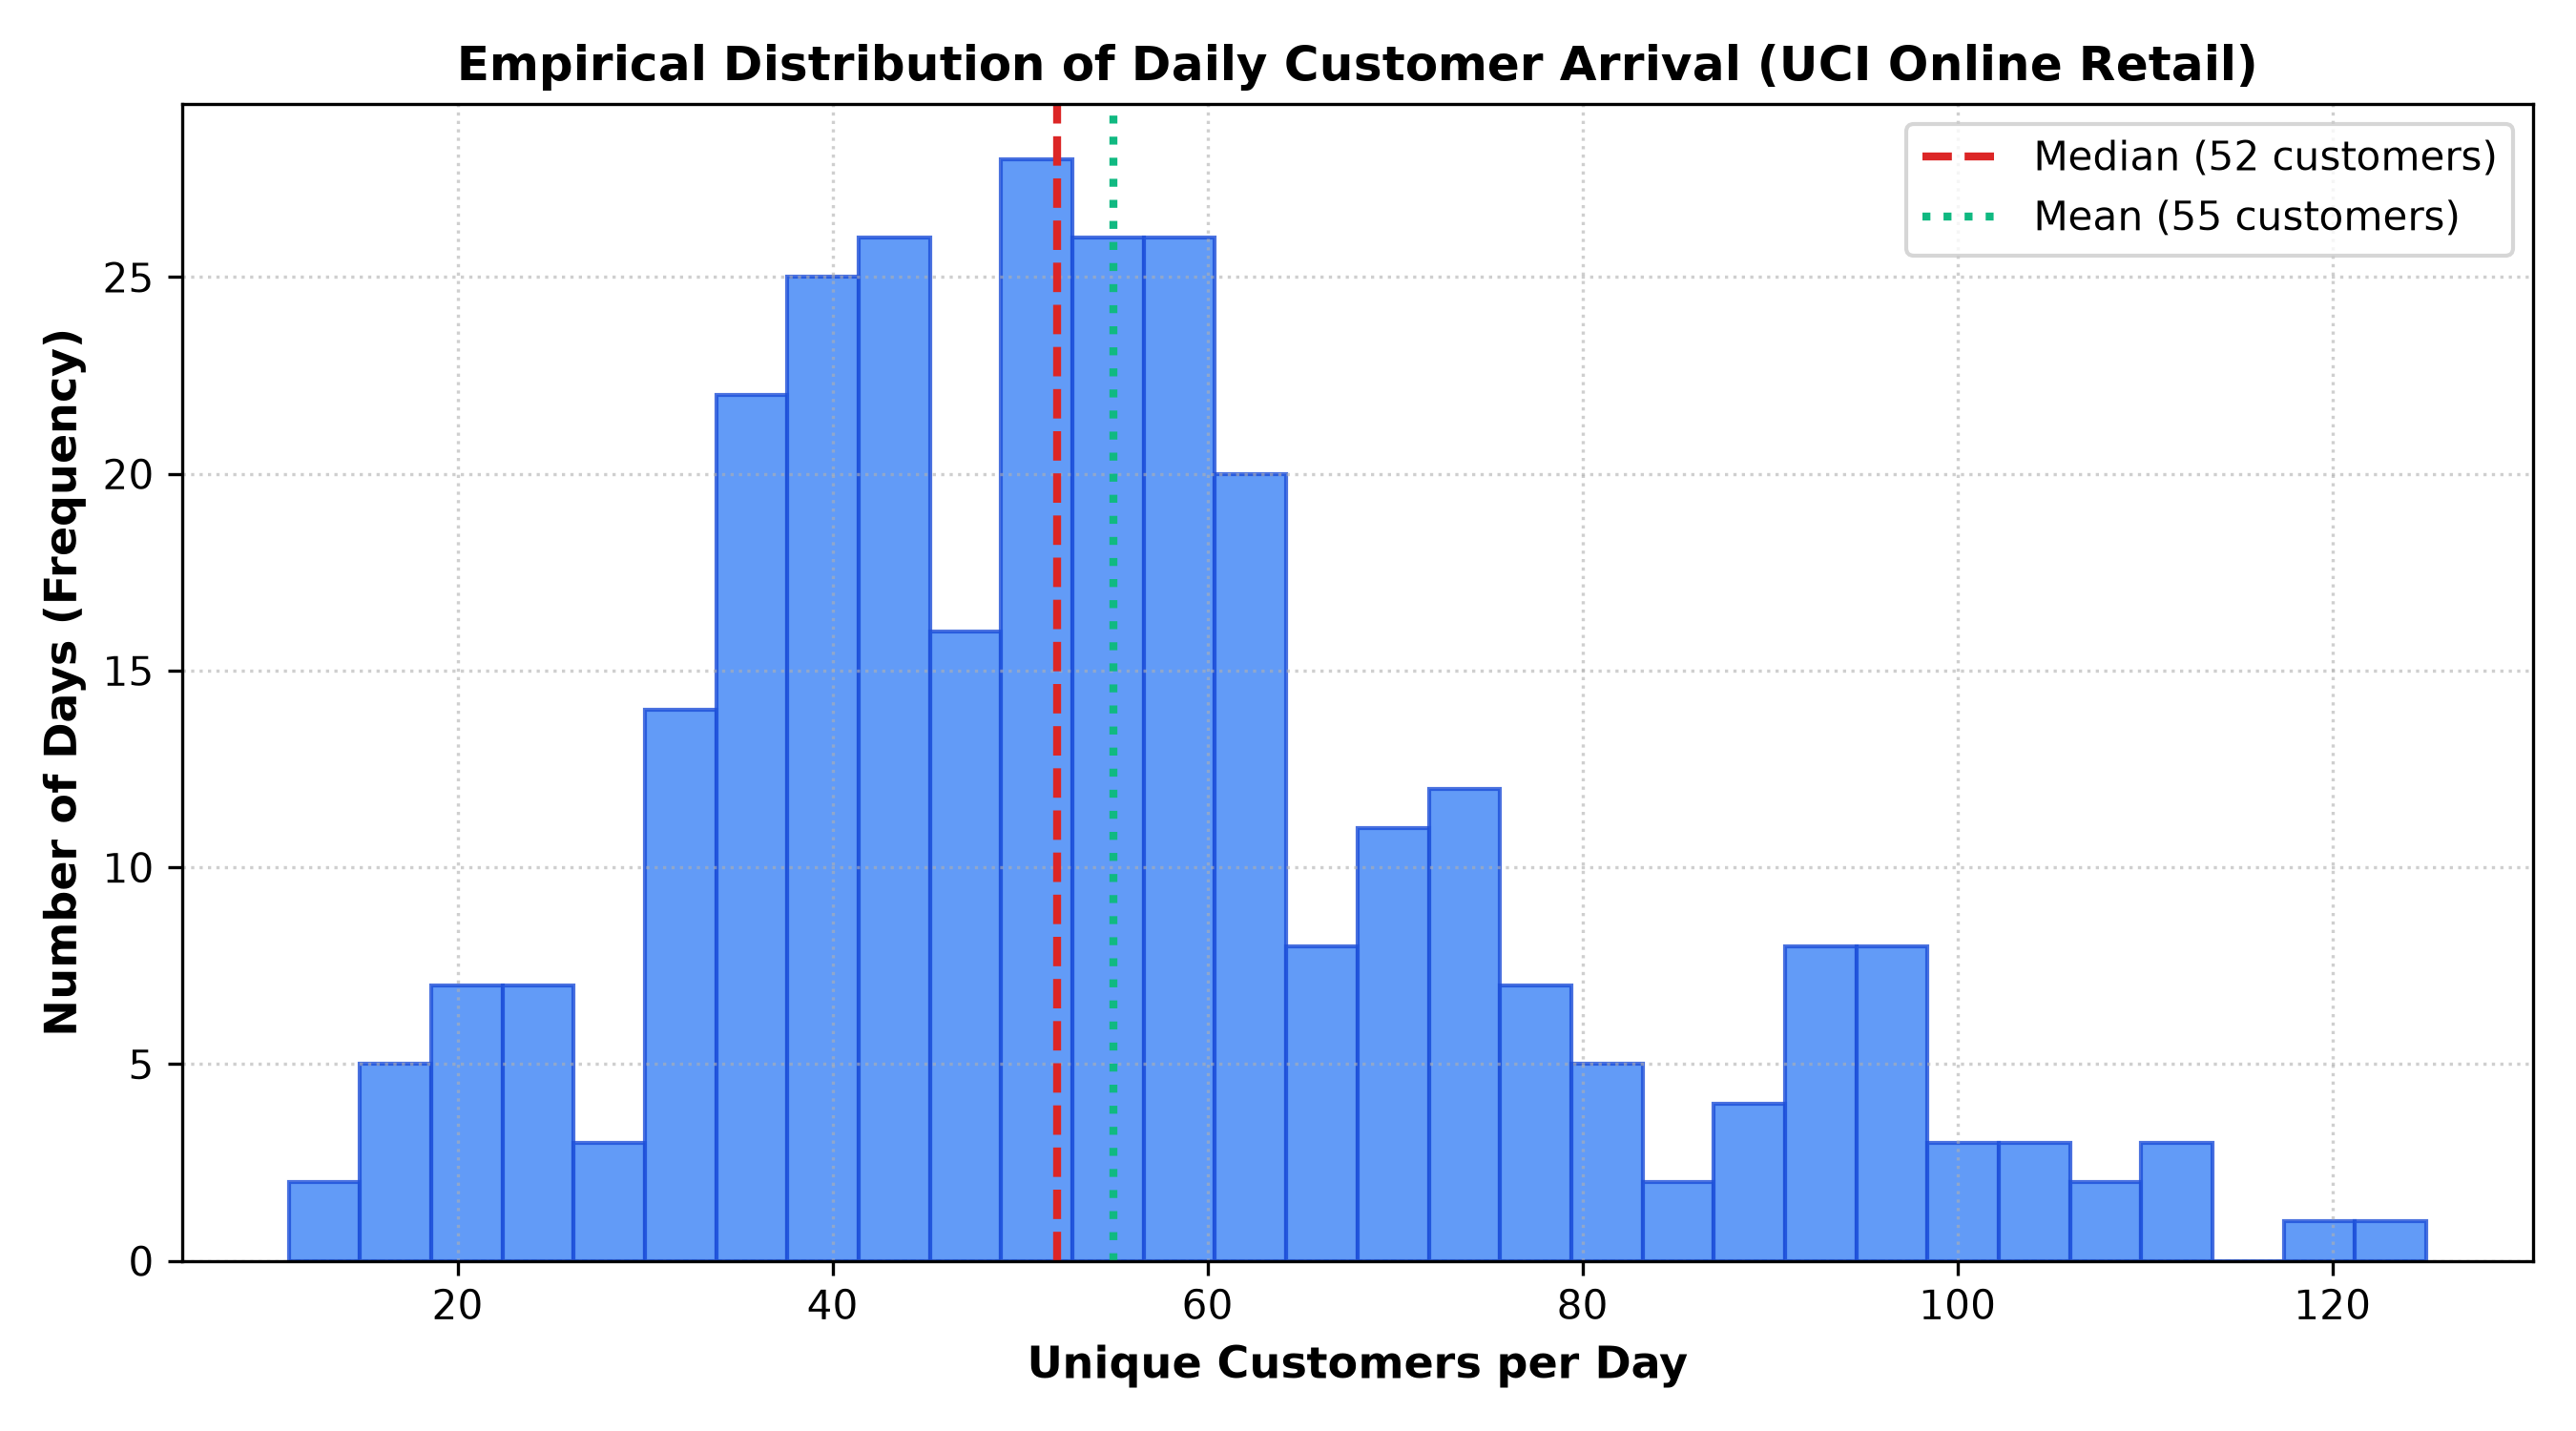 Empirical Distribution of Daily Customer Arrival (UCI Online Retail)
Median (52 customers)
Mean (55 customers)
Number of Days (Frequency)
25
20
15
10
5
0
20 40 60 80 100 120
Unique Customers per Day